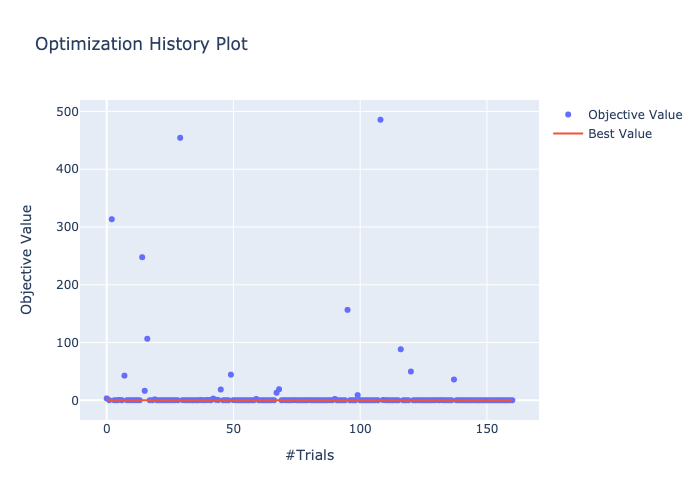 Optimization History Plot
Objective Value
Best Value
500
400
300
200
100
0
Objective Value
0
50
100
150
#Trials